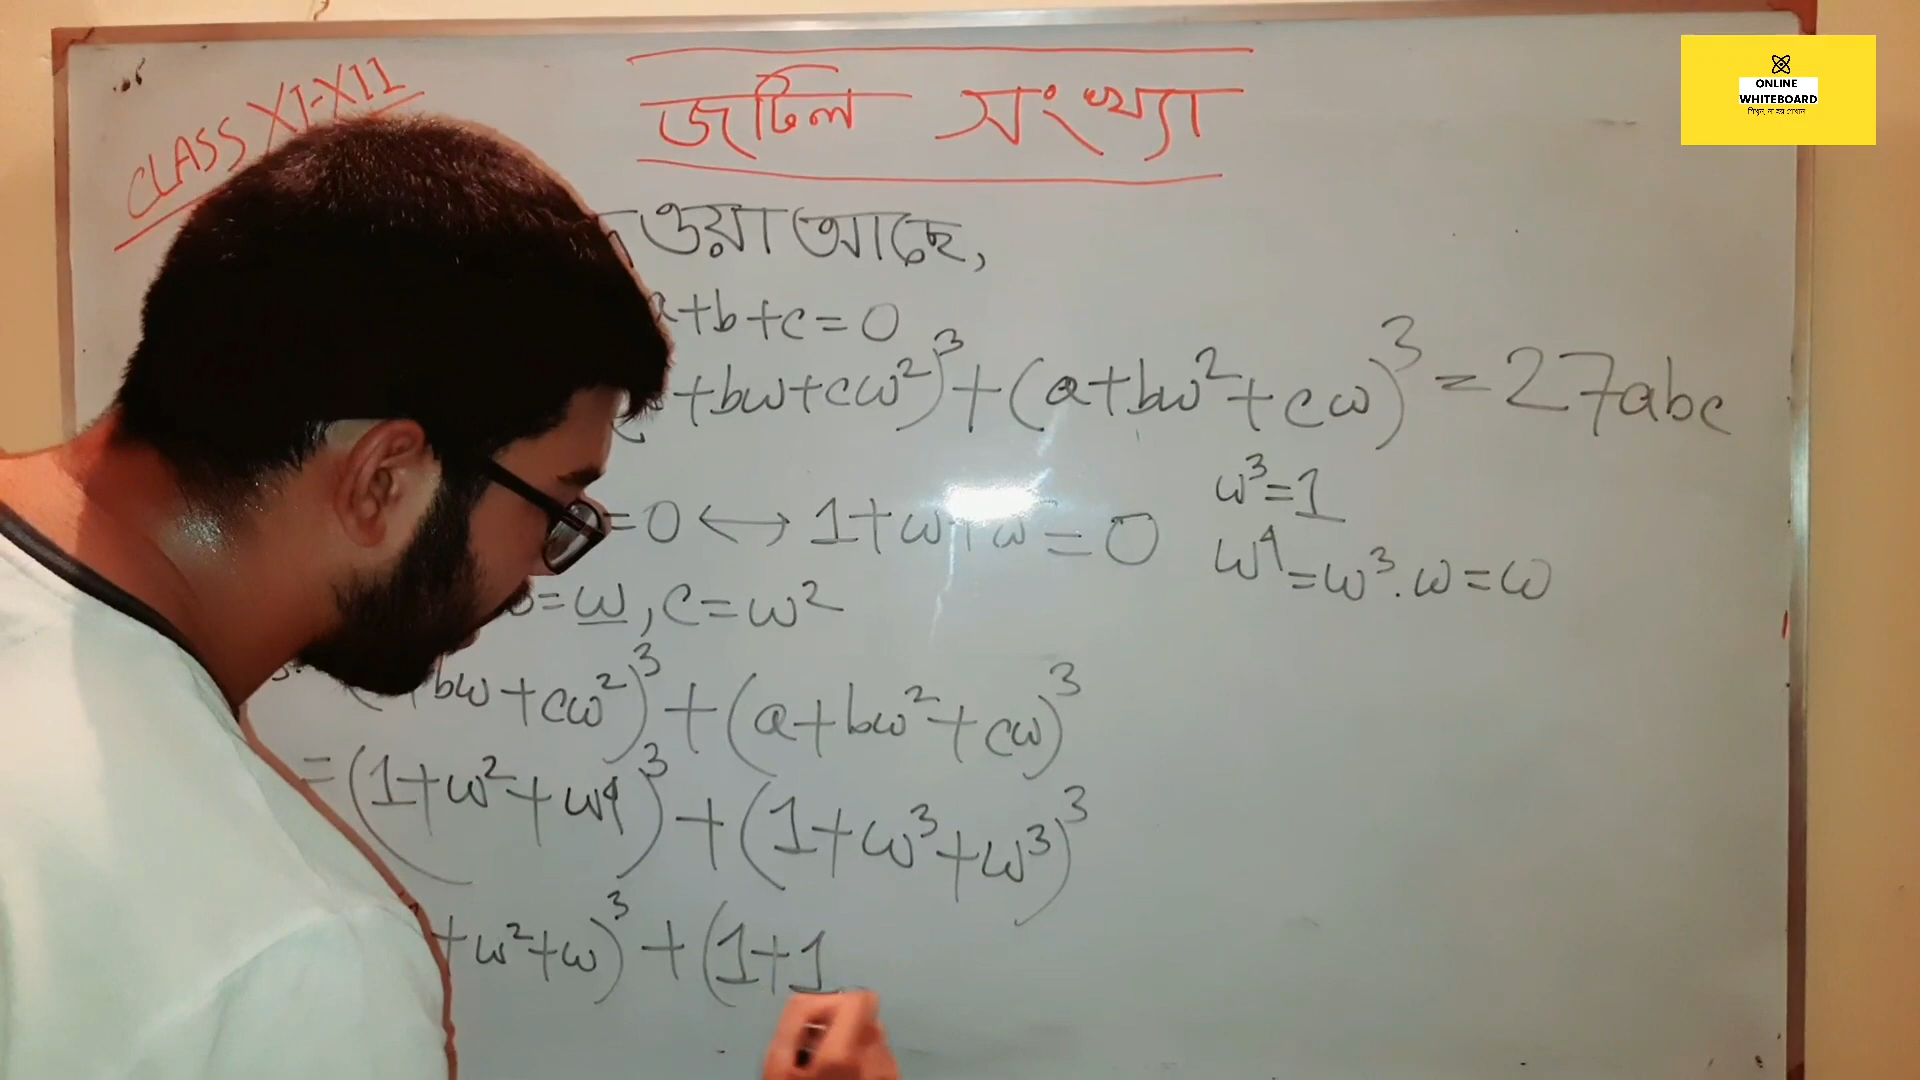 CLASS XI-XII
জটিল সংখ্যা
ONLINE
WHITEBOARD
ওয়া আছে,
a+b+c=0
+bω+cω²)³+(a+bω²+cω)³=27abc
ω³=1
=0↔1+ω+ω =0
ω⁴=ω³.ω=ω
b=ω, c=ω²
bω+cω²)³+(a+bω²+cω)³
=(1+ω²+ω⁴)³+(1+ω³+ω³)³
+ω²+ω)³+(1+1